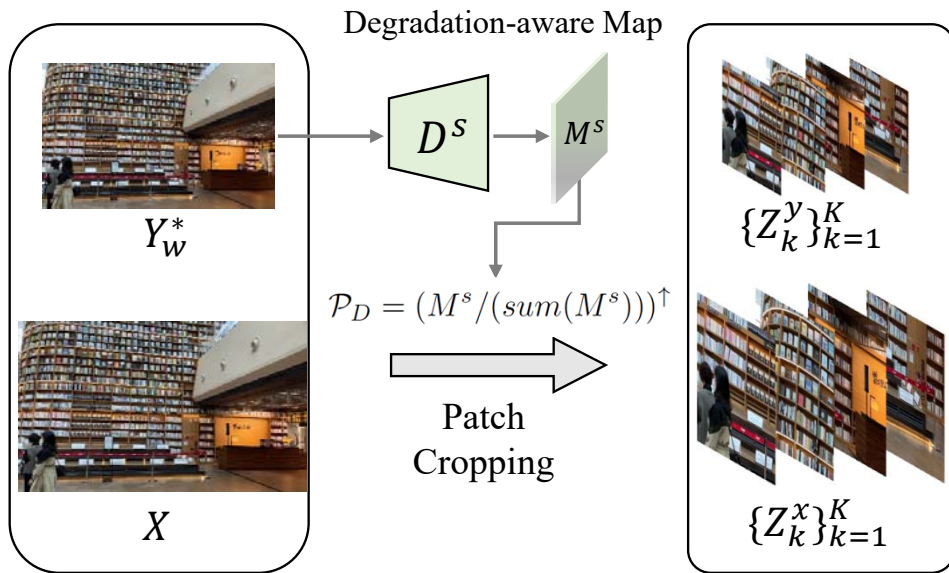 Degradation-aware Map
D^s
M^s
Y_w^*
{Z_k^y}_{k=1}^K
P_D = (M^s/(sum(M^s)))^↑
Patch
Cropping
X
{Z_k^x}_{k=1}^K